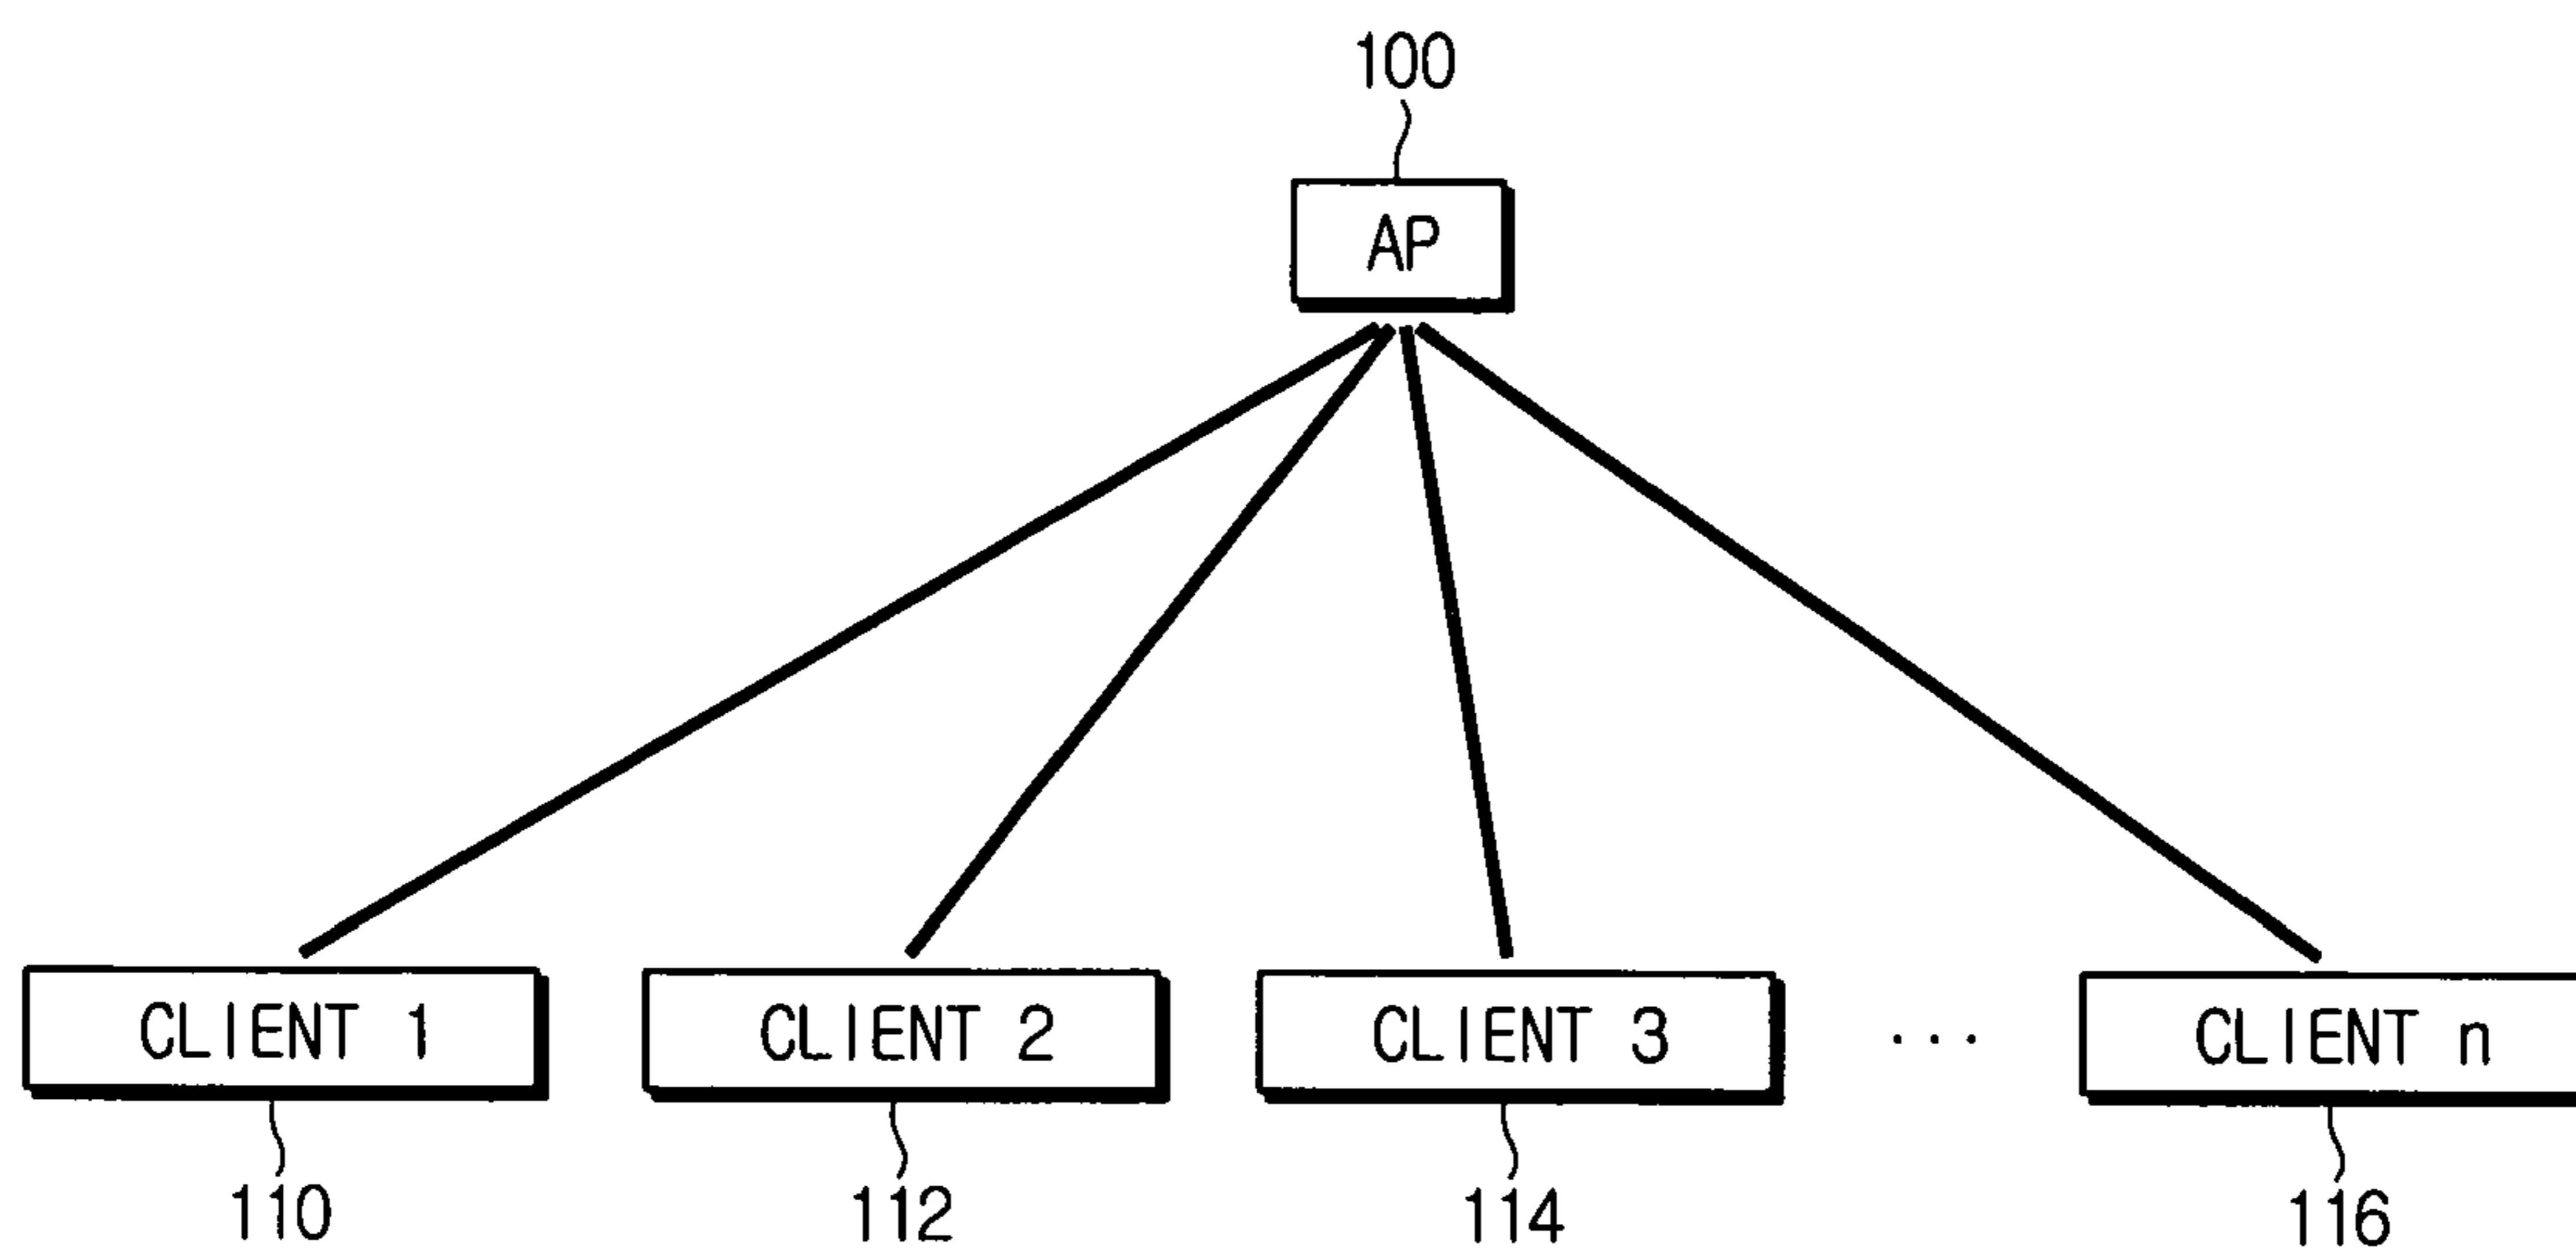 100
AP
CLIENT 1
CLIENT 2
CLIENT 3
...
CLIENT n
110
112
114
116